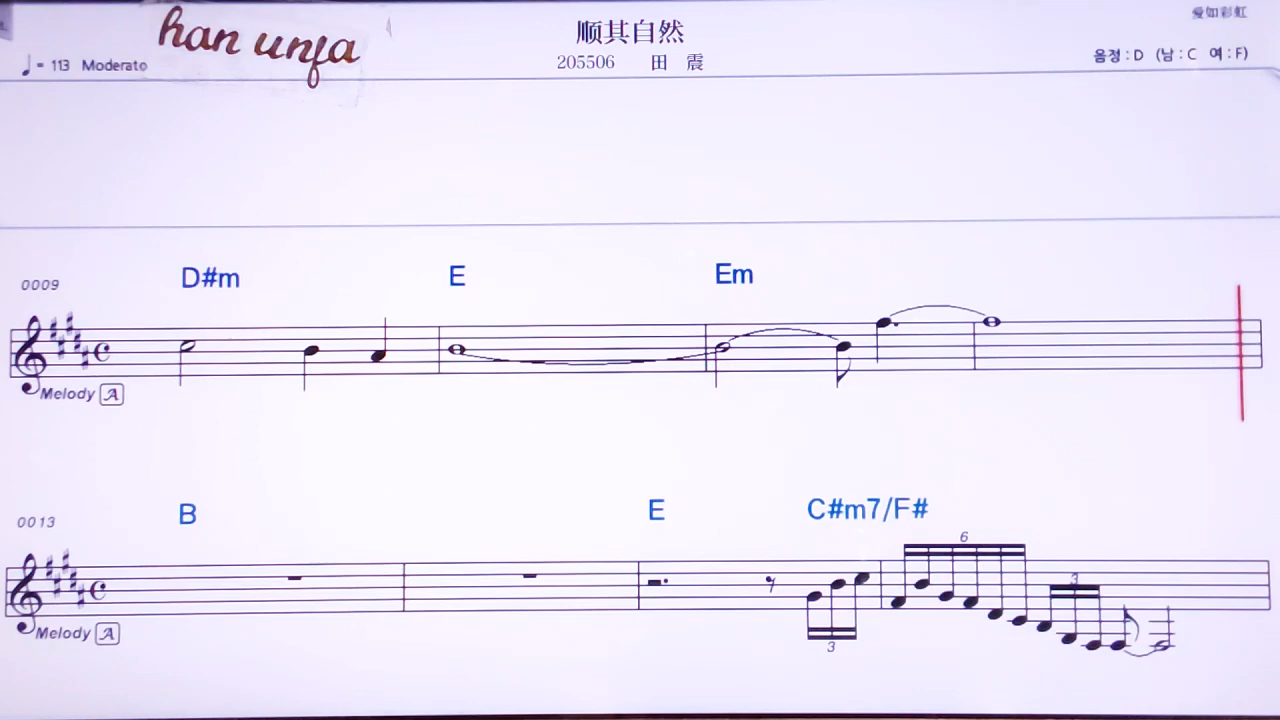 愛如彩虹
han unfa
顺其自然
♩= 113 Moderato
205506 田 震
음정 : D (남 : C 여 : F)
0009
D#m E Em
Melody A
0013
B E C#m7/F#
6
3
3
Melody A